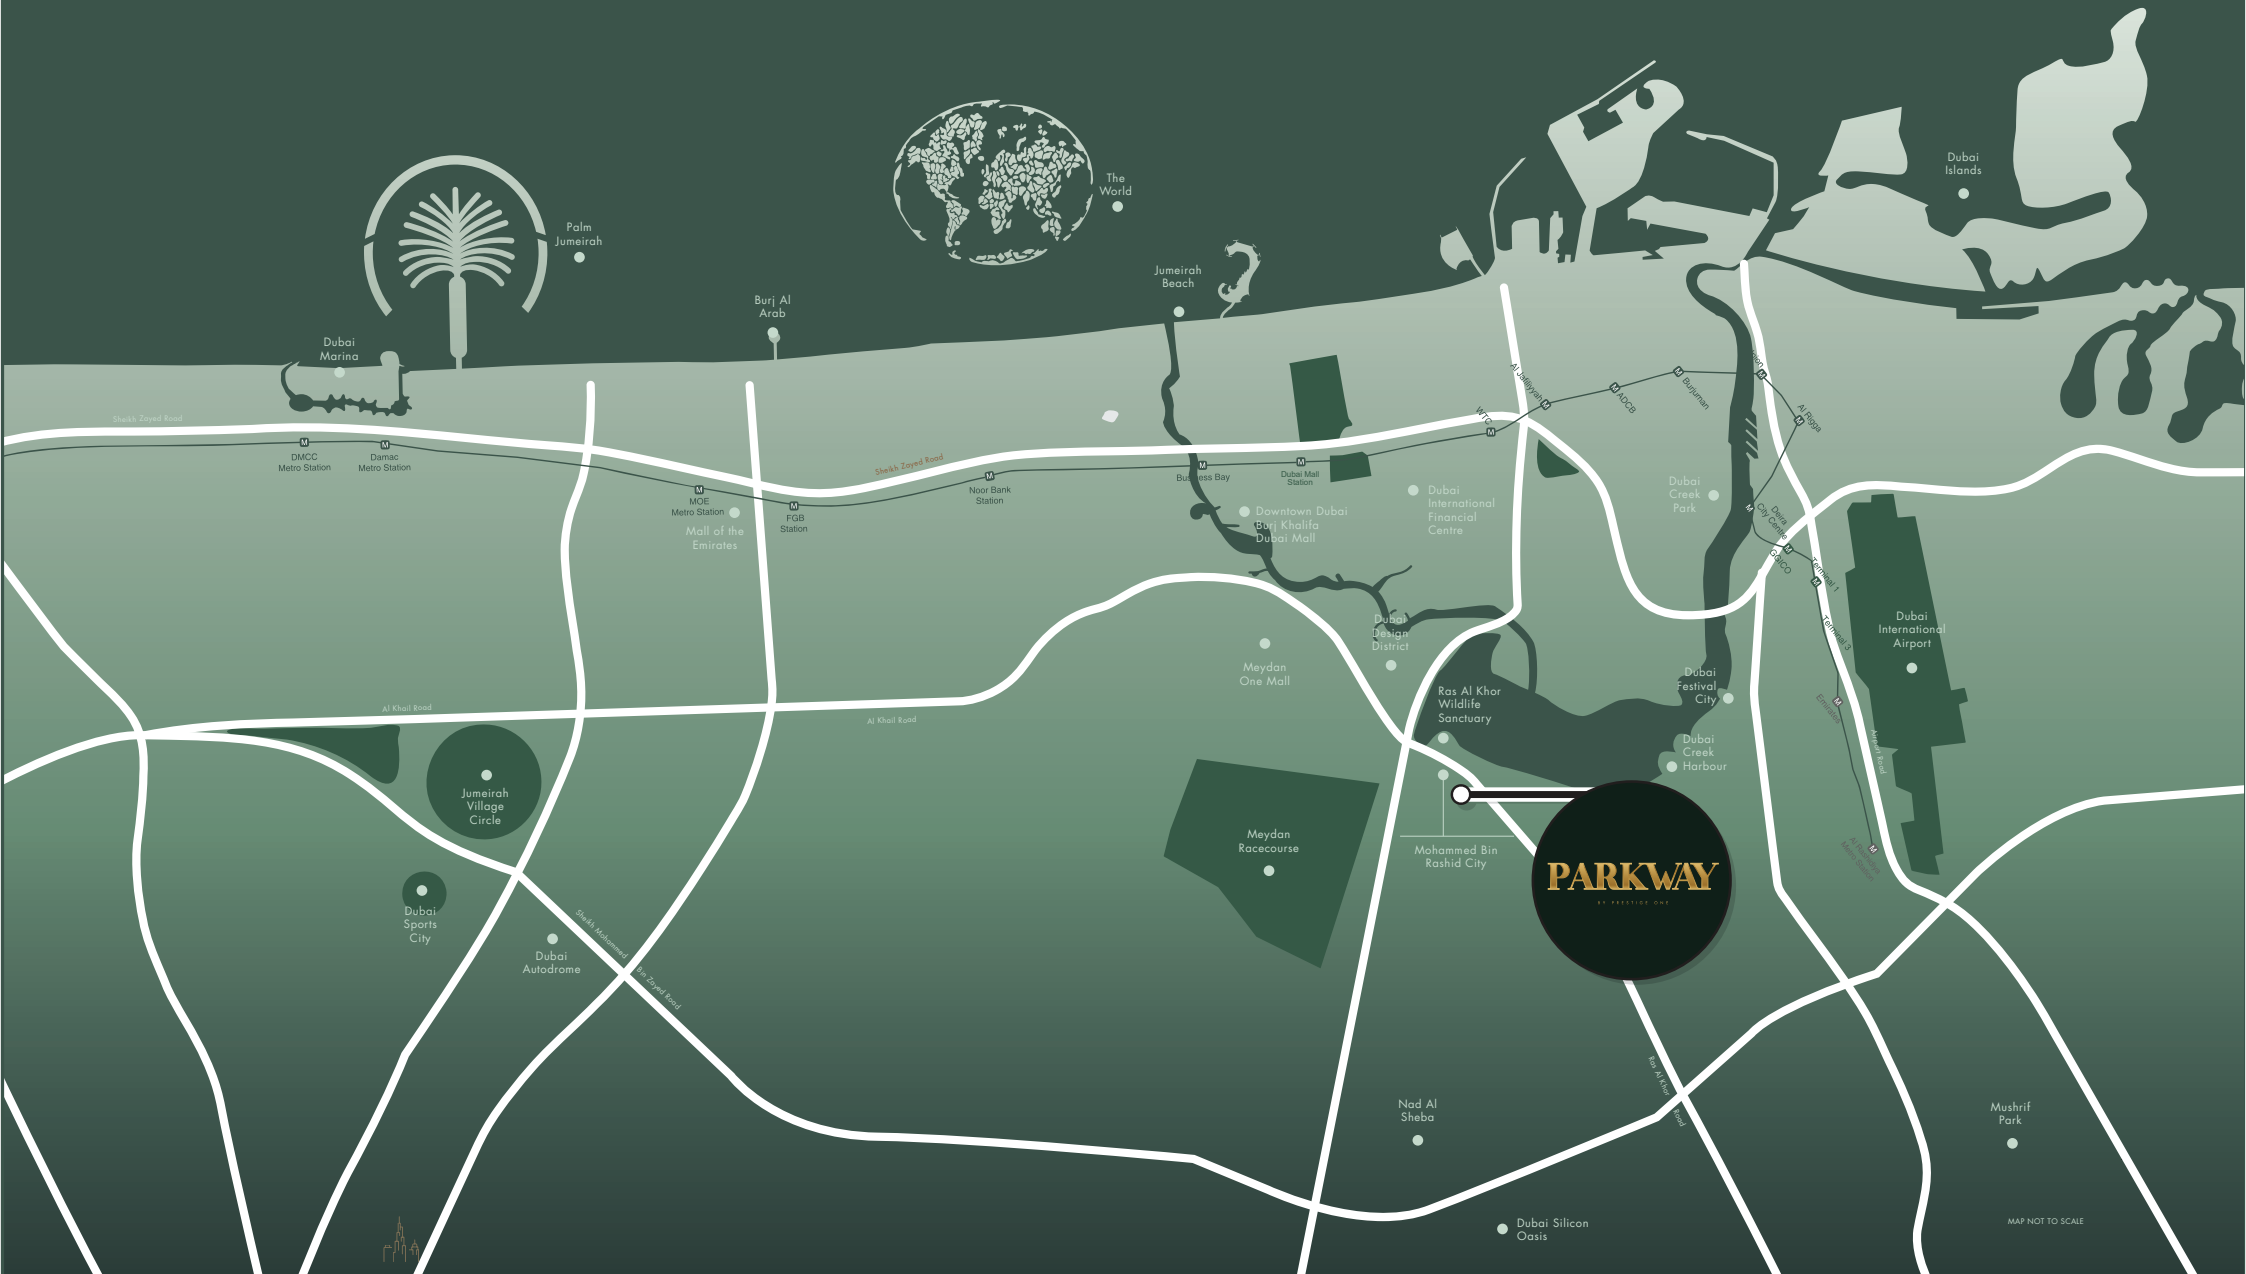 Dubai
Islands
The
World
Palm
Jumeirah
Jumeirah
Beach
Burj Al
Arab
Dubai
Marina
Sheikh Zayed Road
DMCC
Metro Station
Damac
Metro Station
MOE
Metro Station
Mall of the
Emirates
FGB
Station
Sheikh Zayed Road
Noor Bank
Station
Business Bay
Dubai Mall
Station
WTC
Al Jafiliyyah
ADCB
Burjuman
Union
Al Rigga
Downtown Dubai
Burj Khalifa
Dubai Mall
Dubai
International
Financial
Centre
Dubai
Creek
Park
Deira
City Centre
GGICO
Terminal 1
Terminal 3
Emirates
Airport Road
Dubai
International
Airport
Dubai
Design
District
Meydan
One Mall
Ras Al Khor
Wildlife
Sanctuary
Dubai
Festival
City
Dubai
Creek
Harbour
Al Khail Road
Al Khail Road
Jumeirah
Village
Circle
Meydan
Racecourse
Mohammed Bin
Rashid City
PARKWAY
BY PRESTIGE ONE
Dubai
Sports
City
Dubai
Autodrome
Sheikh Mohammed
Bin Zayed Road
Ras Al Khor
Road
Nad Al
Sheba
Mushrif
Park
Dubai Silicon
Oasis
MAP NOT TO SCALE